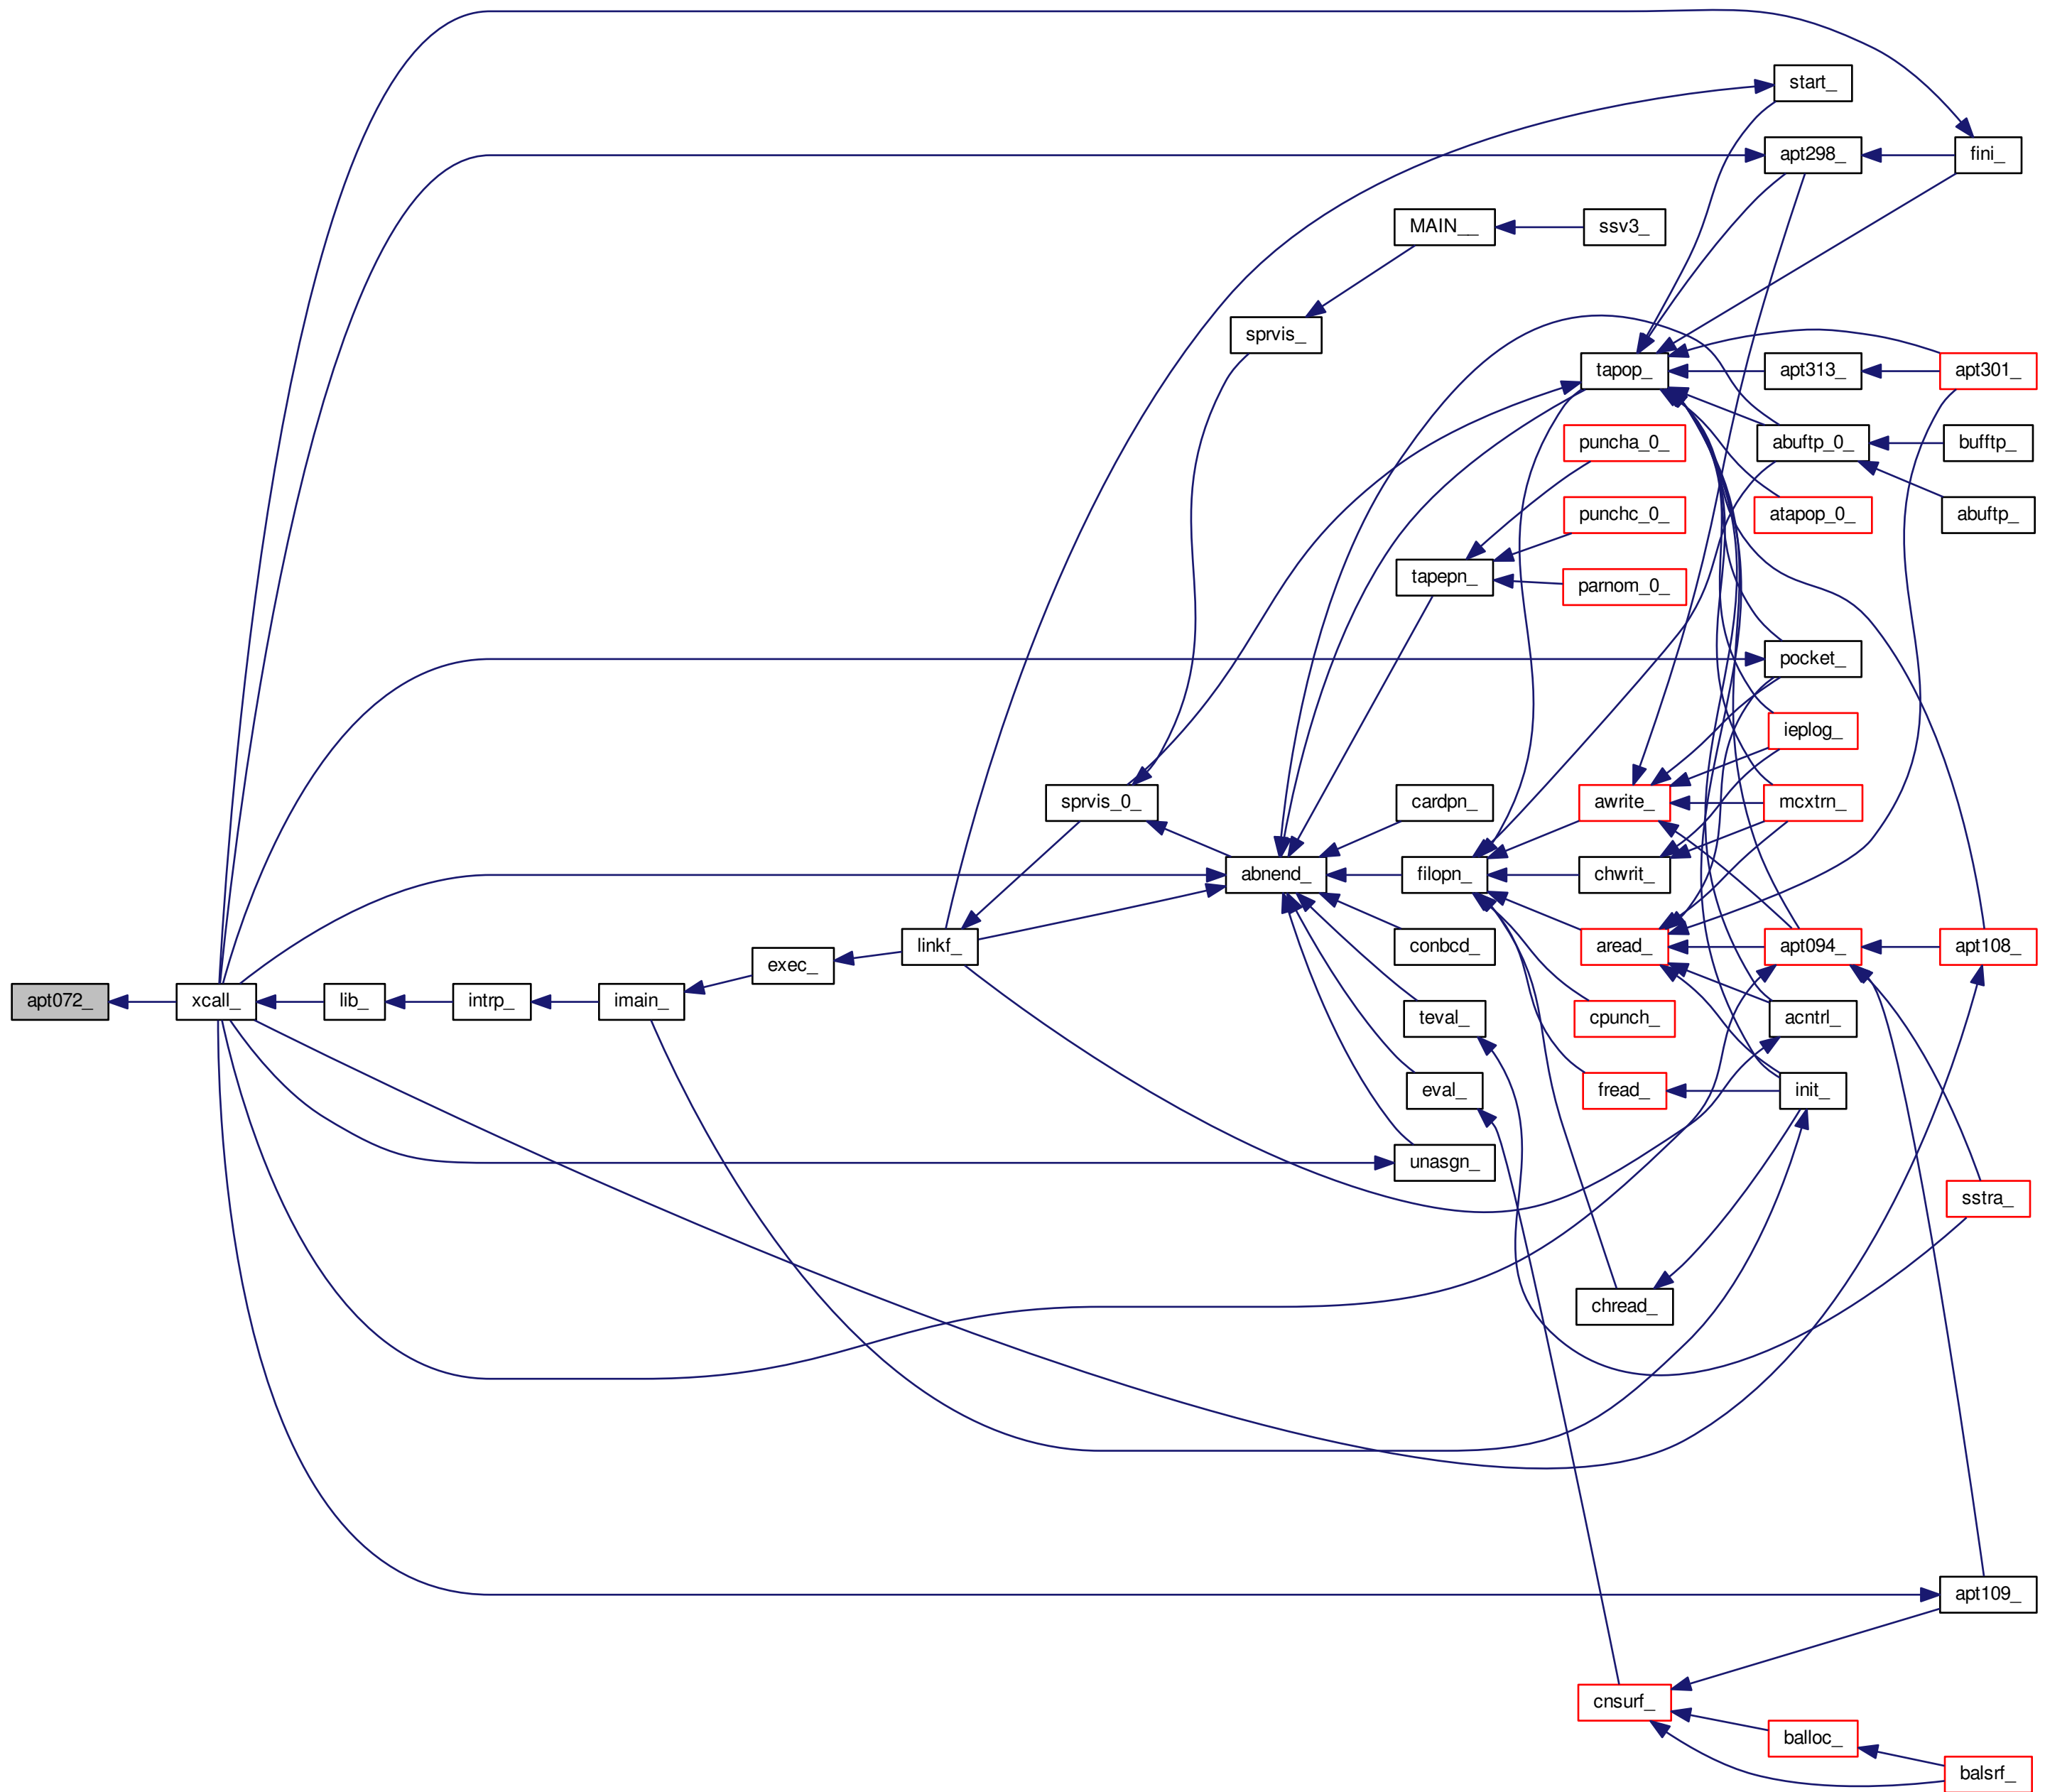 start_
apt298_
fini_
MAIN__
ssv3_
sprvis_
tapop_
apt313_
apt301_
puncha_0_
abuftp_0_
bufftp_
punchc_0_
atapop_0_
abuftp_
tapepn_
parnom_0_
pocket_
ieplog_
sprvis_0_
cardpn_
awrite_
mcxtrn_
abnend_
filopn_
chwrit_
linkf_
conbcd_
aread_
apt094_
apt108_
exec_
apt072_
xcall_
lib_
intrp_
imain_
teval_
cpunch_
acntrl_
eval_
fread_
init_
unasgn_
sstra_
chread_
apt109_
cnsurf_
balloc_
balsrf_